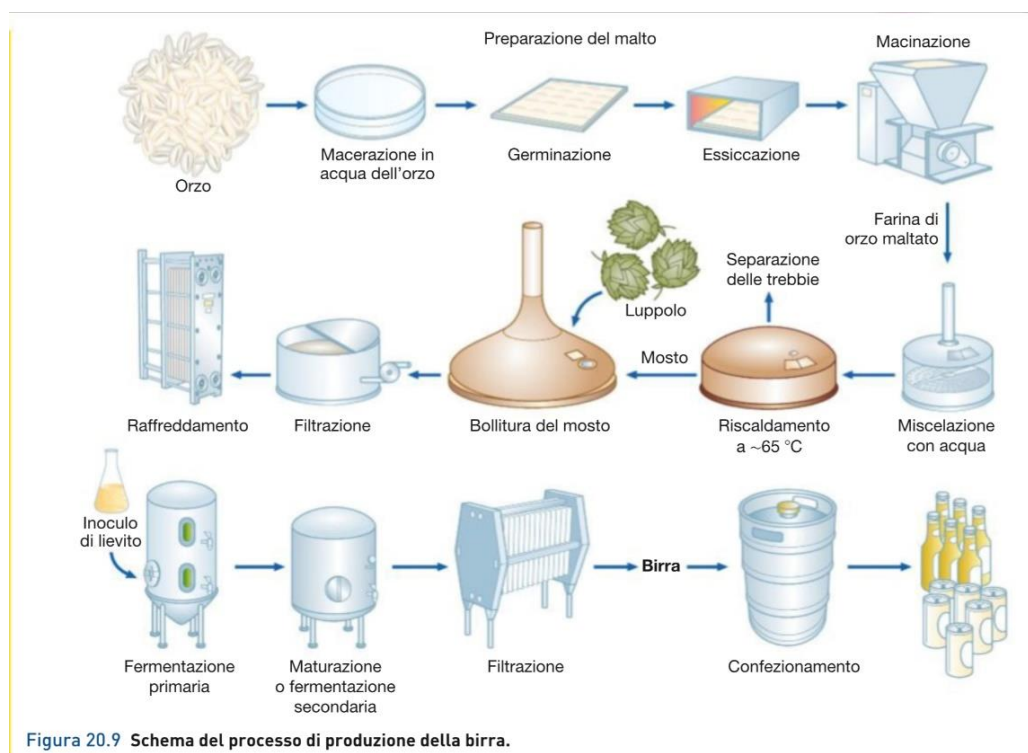 Preparazione del malto
Macinazione
Orzo
Macerazione in
acqua dell'orzo
Germinazione
Essiccazione
Farina di
orzo maltato
Separazione
delle trebbie
Luppolo
Mosto
Raffreddamento
Filtrazione
Bollitura del mosto
Riscaldamento
a ~65 °C
Miscelazione
con acqua
Inoculo
di lievito
Birra
Fermentazione
primaria
Maturazione
o fermentazione
secondaria
Filtrazione
Confezionamento
Figura 20.9 Schema del processo di produzione della birra.